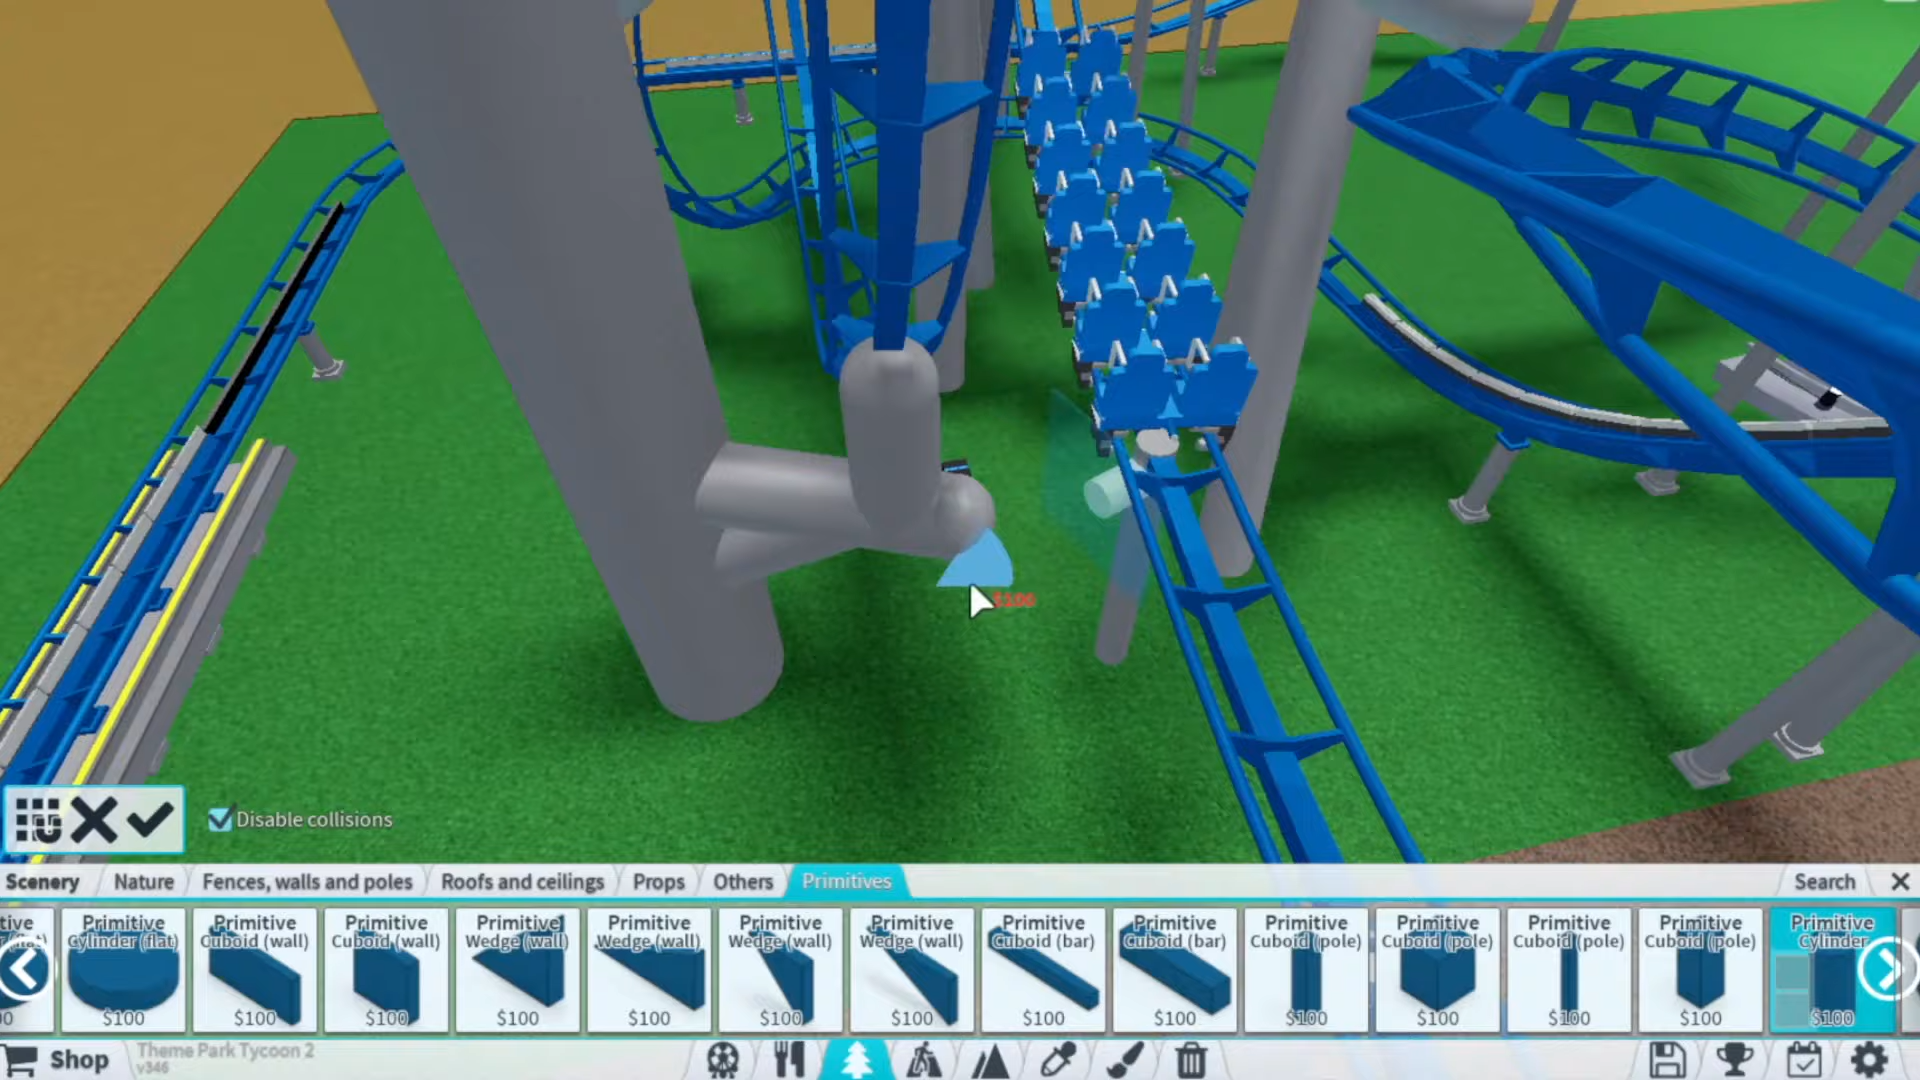 $100
Disable collisions
Scenery Nature Fences, walls and poles Roofs and ceilings Props Others Primitives Search
Primitive Cylinder (flat) $100
Primitive Cuboid (wall) $100
Primitive Cuboid (wall) $100
Primitive Wedge (wall) $100
Primitive Wedge (wall) $100
Primitive Wedge (wall) $100
Primitive Wedge (wall) $100
Primitive Cuboid (bar) $100
Primitive Cuboid (bar) $100
Primitive Cuboid (pole) $100
Primitive Cuboid (pole) $100
Primitive Cuboid (pole) $100
Primitive Cuboid (pole) $100
Primitive Cylinder $100
Shop
Theme Park Tycoon 2
v346